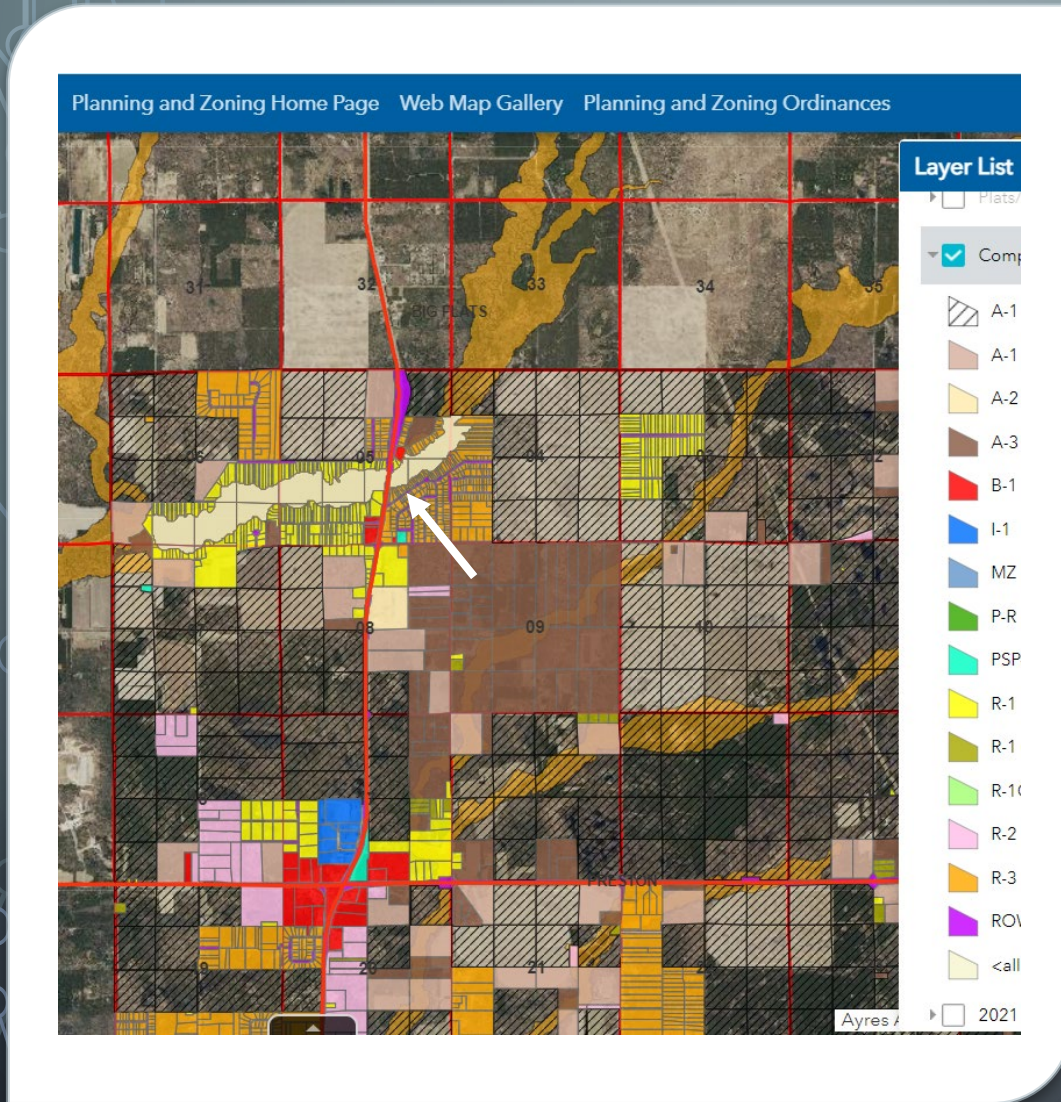 Planning and Zoning Home Page Web Map Gallery Planning and Zoning Ordinances
Layer List
Plats/
Comp
A-1
A-1
A-2
A-3
B-1
I-1
MZ
P-R
PSP
R-1
R-1
R-1
R-2
R-3
ROW
<all
2021
31
32
33
34
35
BIG FLATS
05
04
08
09
10
PRESTON
20
21
Ayres A